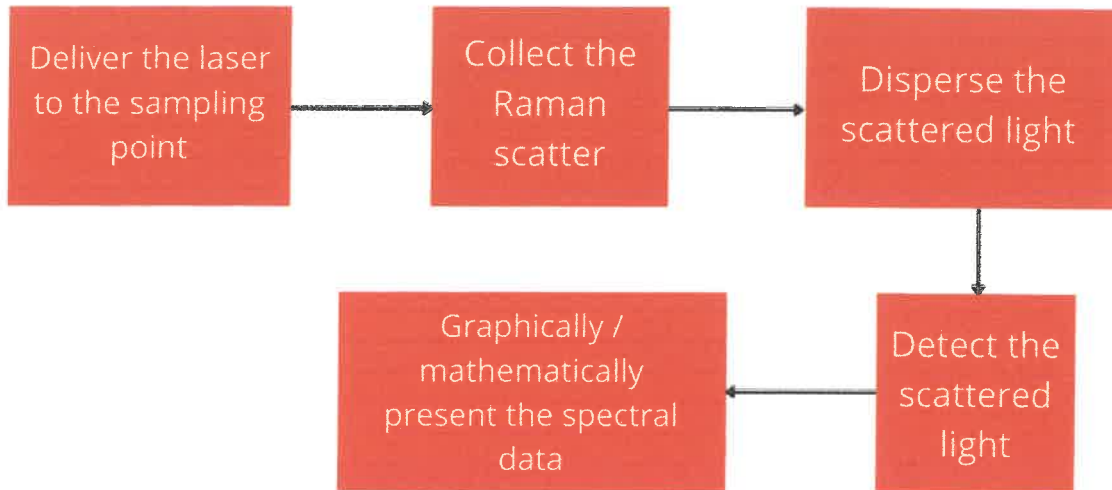 Deliver the laser
to the sampling
point
Collect the
Raman
scatter
Disperse the
scattered light
Detect the
scattered
light
Graphically /
mathematically
present the spectral
data